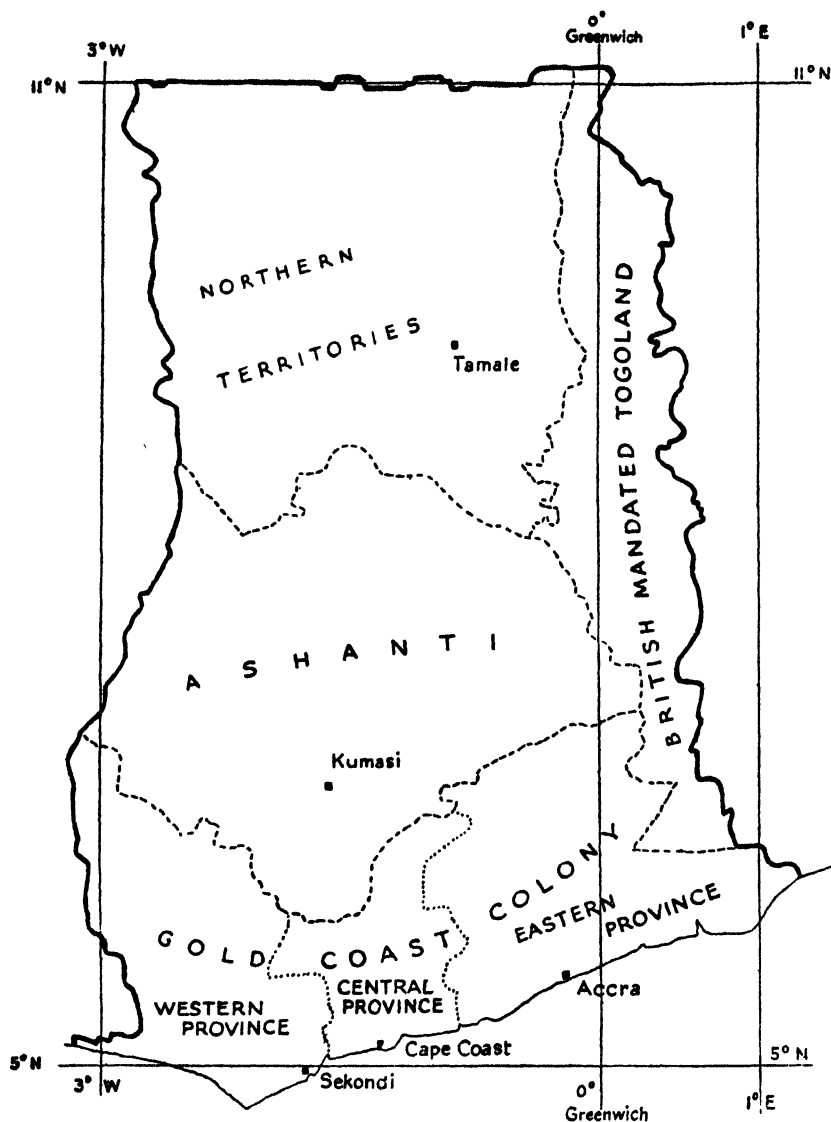 0°
Greenwich
1° E
3° W
11° N
11° N
NORTHERN
TERRITORIES
Tamale
BRITISH MANDATED TOGOLAND
ASHANTI
Kumasi
GOLD COAST COLONY
EASTERN
PROVINCE
CENTRAL
PROVINCE
WESTERN
PROVINCE
Accra
Cape Coast
Sekondi
5° N
5° N
3° W
0°
Greenwich
1° E